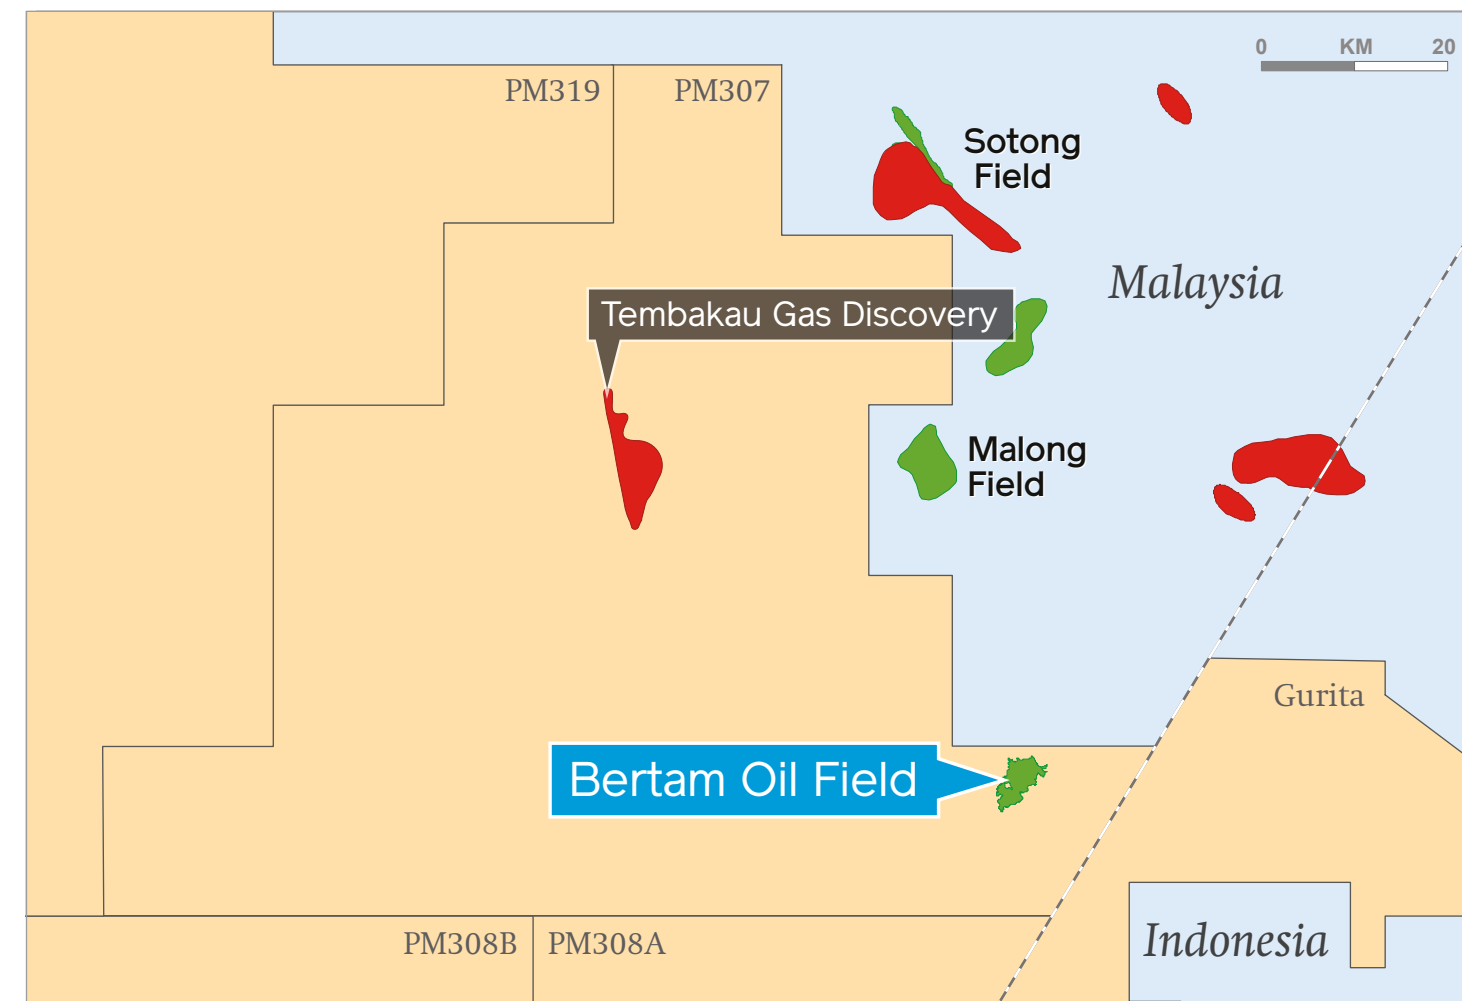 0 KM 20
PM319
PM307
Sotong
Field
Malaysia
Tembakau Gas Discovery
Malong
Field
Gurita
Bertam Oil Field
PM308B
PM308A
Indonesia